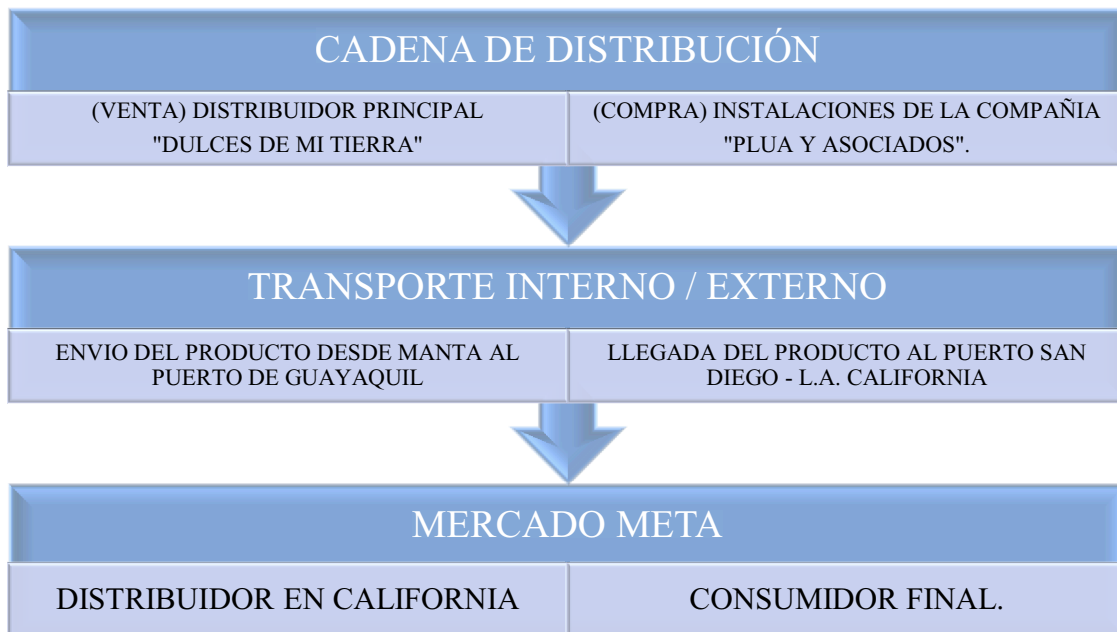 CADENA DE DISTRIBUCIÓN
(VENTA) DISTRIBUIDOR PRINCIPAL
"DULCES DE MI TIERRA"
(COMPRA) INSTALACIONES DE LA COMPAÑIA
"PLUA Y ASOCIADOS".
TRANSPORTE INTERNO / EXTERNO
ENVIO DEL PRODUCTO DESDE MANTA AL
PUERTO DE GUAYAQUIL
LLEGADA DEL PRODUCTO AL PUERTO SAN
DIEGO - L.A. CALIFORNIA
MERCADO META
DISTRIBUIDOR EN CALIFORNIA
CONSUMIDOR FINAL.